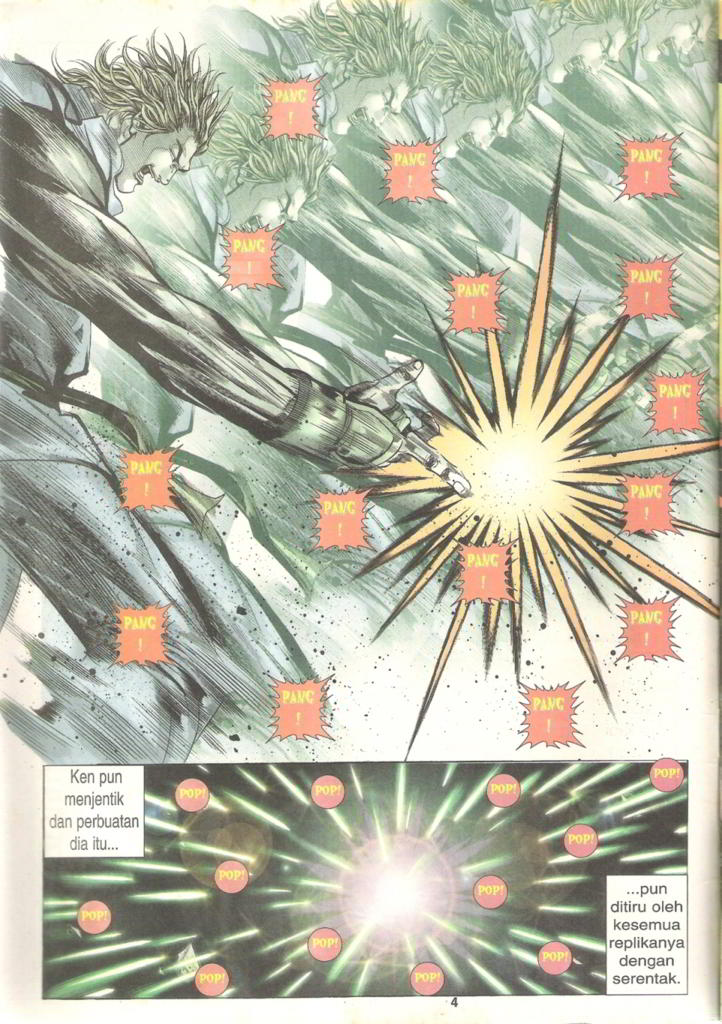 PANG
!
PANG
!
PANG
!
PANG
!
PANG
!
PANG
!
PANG
!
PANG
!
PANG
!
PANG
!
PANG
!
PANG
!
PANG
!
PANG
!
PANG
!
Ken pun
menjentik
dan perbuatan
dia itu...
POP!
POP!
POP!
POP!
POP!
POP!
POP!
POP!
POP!
POP!
POP!
POP!
...pun
ditiru oleh
kesemua
replikanya
dengan
serentak.
4